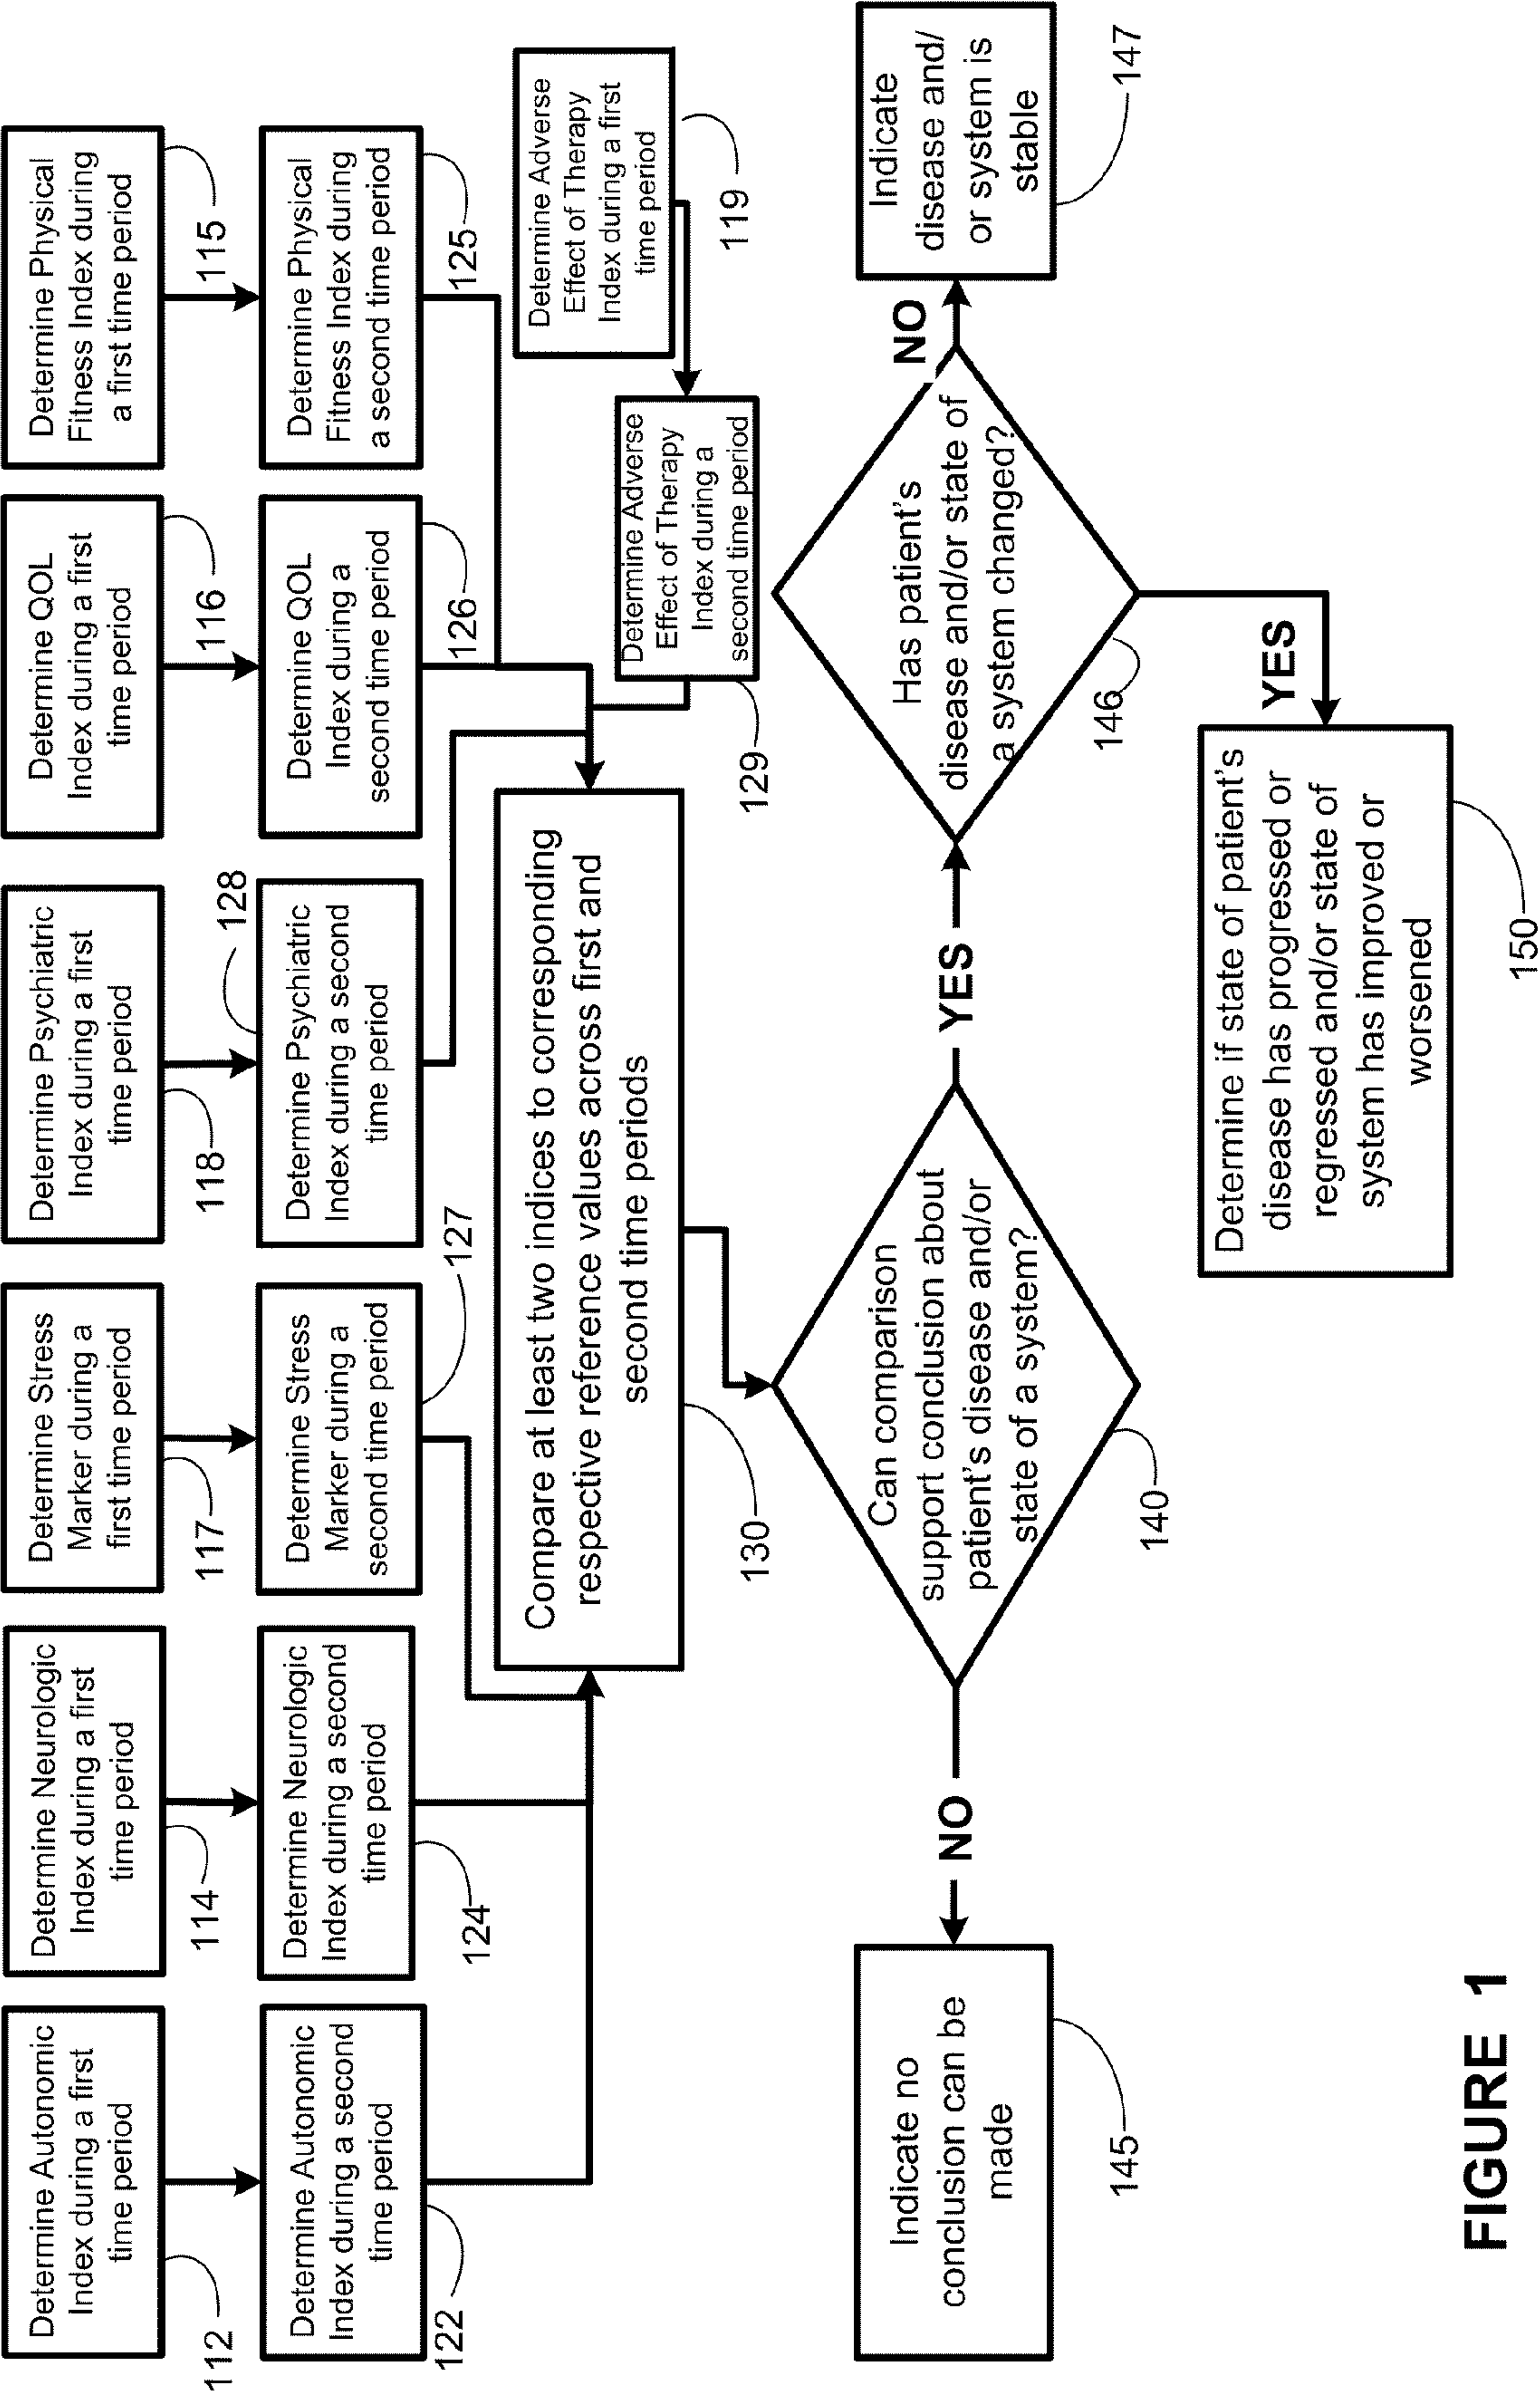 Determine Autonomic
Index during a first
time period
112
Determine Neurologic
Index during a first
time period
114
Determine Stress
Marker during a
first time period
117
Determine Psychiatric
Index during a first
time period
118
Determine QOL
Index during a first
time period
116
Determine Physical
Fitness Index during
a first time period
115
Determine Autonomic
Index during a second
time period
122
Determine Neurologic
Index during a second
time period
124
Determine Stress
Marker during a
second time period
127
Determine Psychiatric
Index during a second
time period
128
Determine QOL
Index during a
second time period
126
Determine Physical
Fitness Index during
a second time period
125
Determine Adverse
Effect of Therapy
Index during a first
time period
119
Determine Adverse
Effect of Therapy
Index during a
second time period
129
Compare at least two indices to corresponding
respective reference values across first and
second time periods
130
Can comparison
support conclusion about
patient's disease and/or
state of a system?
140
NO
Indicate no
conclusion can be
made
145
YES
Has patient's
disease and/or state of
a system changed?
146
NO
Indicate
disease and/
or system is
stable
147
YES
Determine if state of patient's
disease has progressed or
regressed and/or state of
system has improved or
worsened
150
FIGURE 1